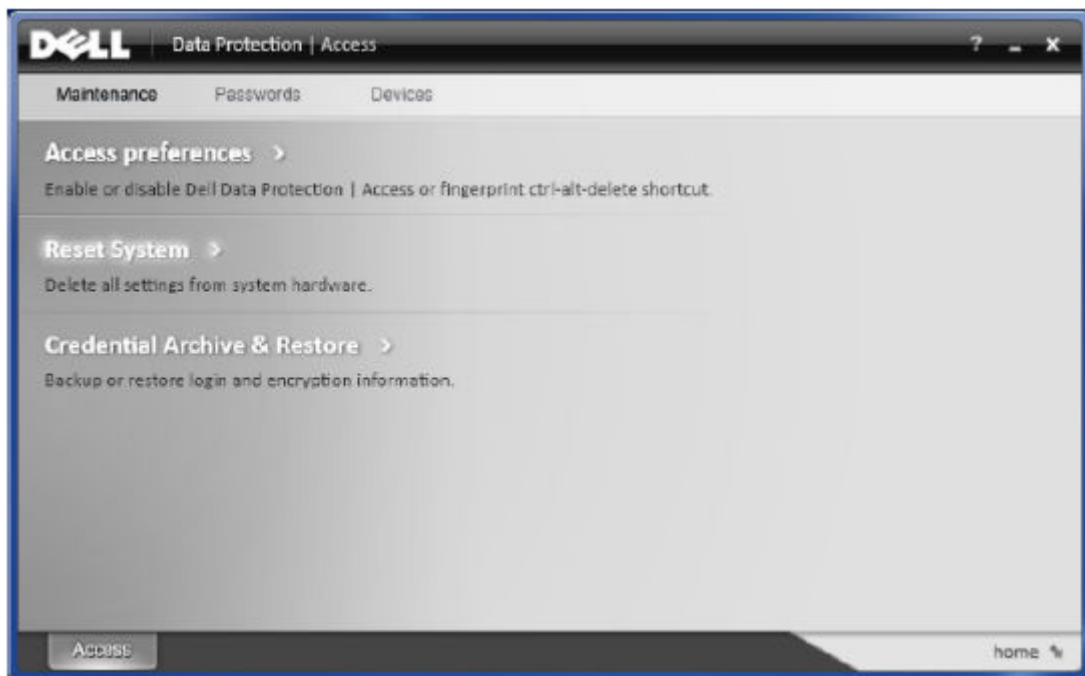 DELL Data Protection | Access ? - x
Maintenance Passwords Devices
Access preferences >
Enable or disable Dell Data Protection | Access or fingerprint ctrl-alt-delete shortcut.
Reset System >
Delete all settings from system hardware.
Credential Archive & Restore >
Backup or restore login and encryption information.
Access home